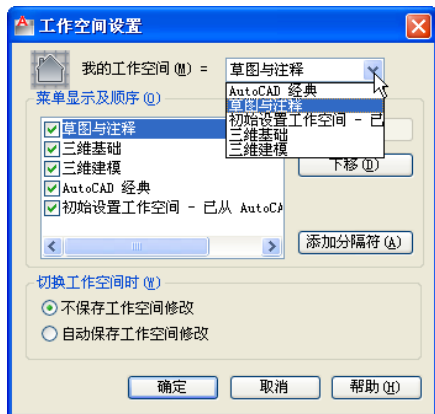 工作空间设置
我的工作空间(M) = 草图与注释
AutoCAD 经典
草图与注释
初始设置工作空间 - 已
三维基础
三维建模
菜单显示及顺序(O)
草图与注释
三维基础
三维建模
AutoCAD 经典
初始设置工作空间 - 已从 AutoCA
下移(D)
添加分隔符(A)
切换工作空间时(W)
不保存工作空间修改
自动保存工作空间修改
确定 取消 帮助(H)